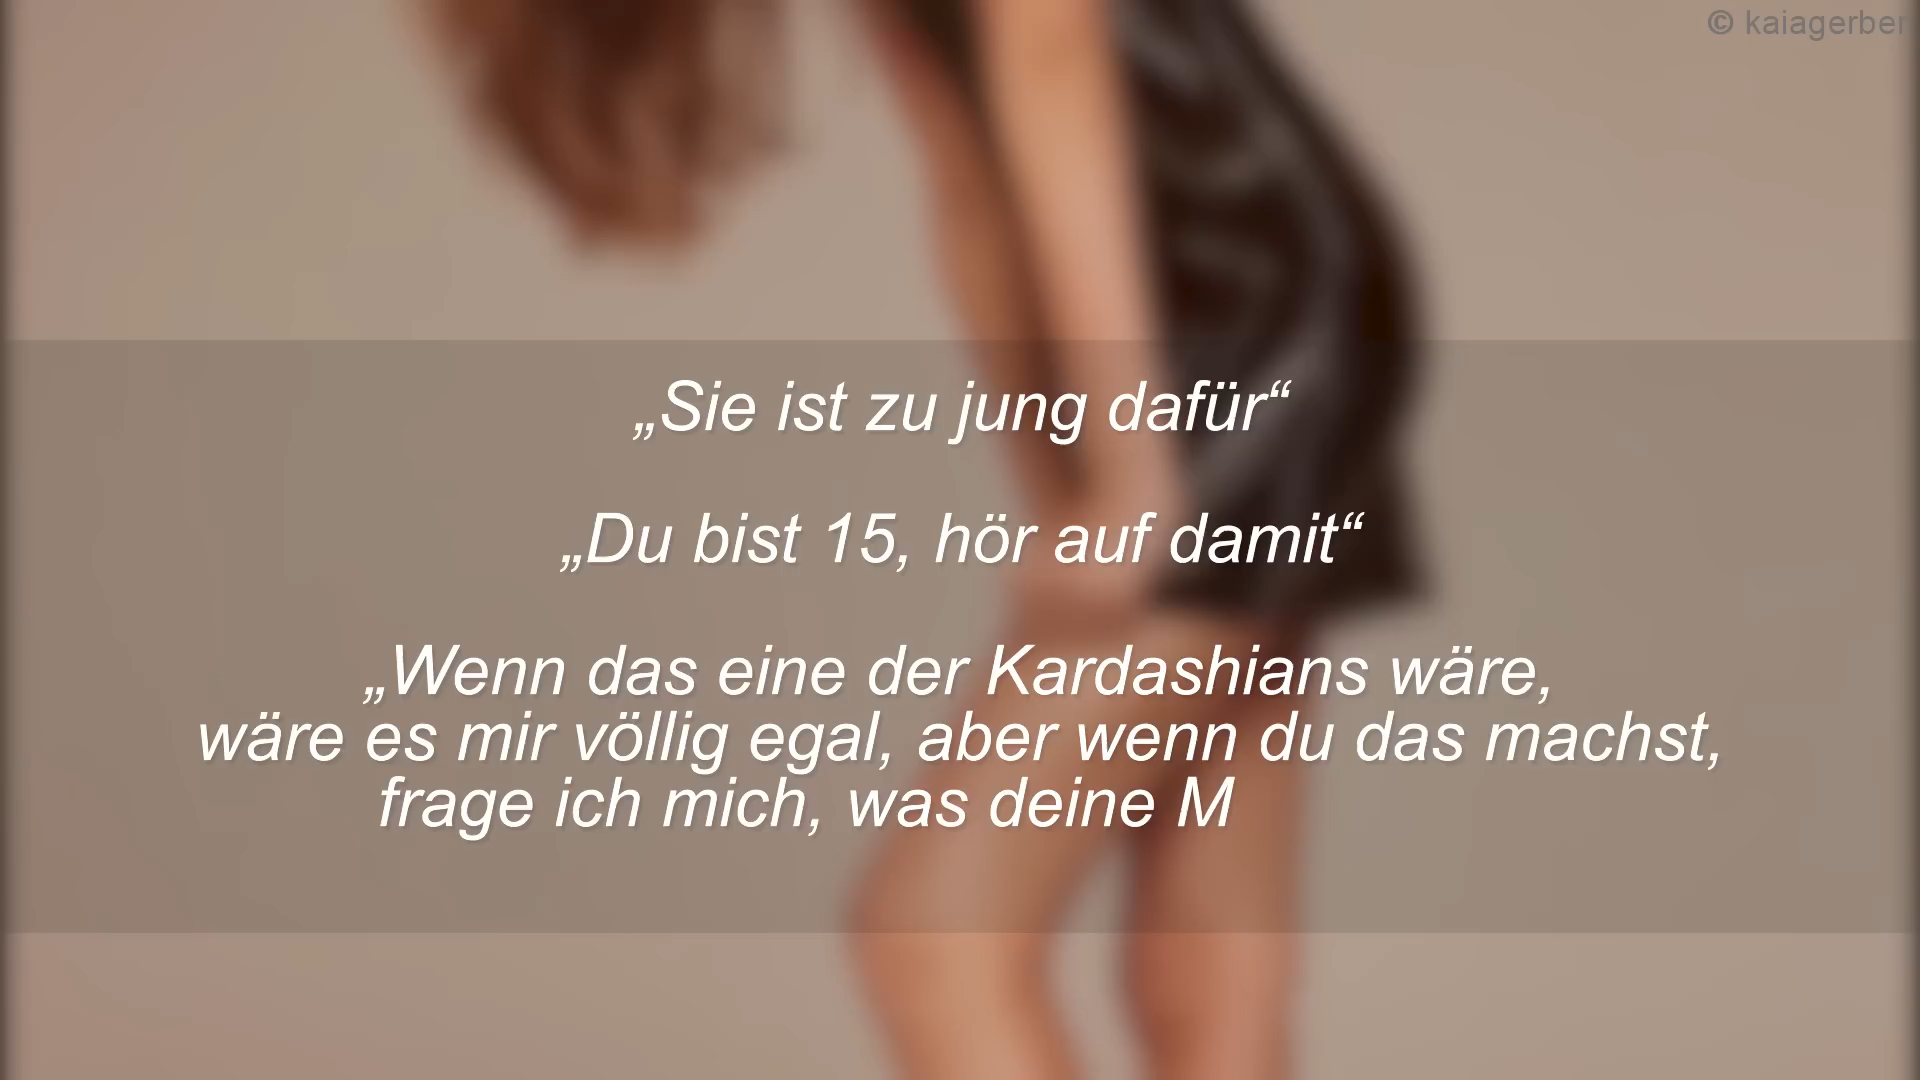 © kaiagerber
„Sie ist zu jung dafür“
„Du bist 15, hör auf damit“
„Wenn das eine der Kardashians wäre,
wäre es mir völlig egal, aber wenn du das machst,
frage ich mich, was deine M